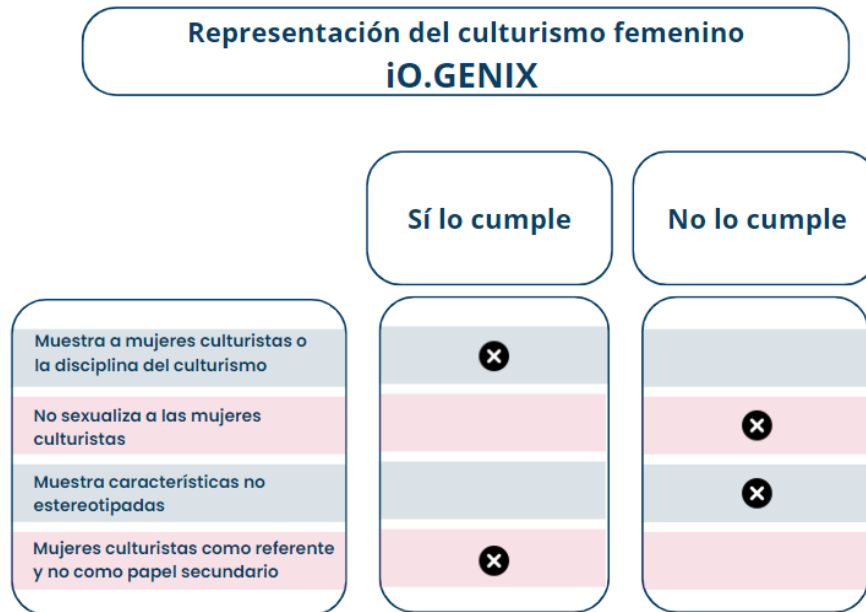 Representación del culturismo femenino
iO.GENIX
Sí lo cumple
No lo cumple
Muestra a mujeres culturistas o
la disciplina del culturismo
No sexualiza a las mujeres
culturistas
Muestra características no
estereotipadas
Mujeres culturistas como referente
y no como papel secundario